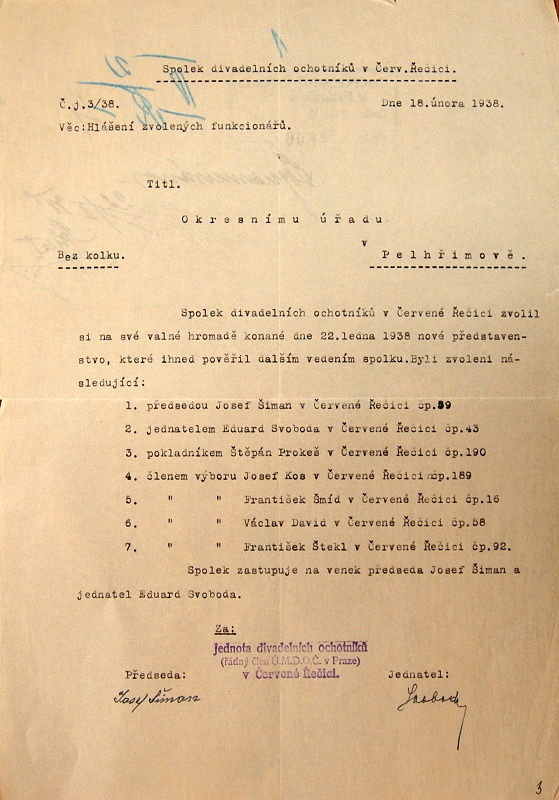 Spolek divadelních ochotníků v Červ.Řečici.
Č.j.3/38.
Dne 18.února 1938.
Věc:Hlášení zvolených funkcionářů.
Titl.
Okresnímu úřadu
v
Bez kolku.
Pelhřimově.
Spolek divadelních ochotníků v Červené Řečici zvolil
si na své valné hromadě konané dne 22.ledna 1938 nové představen-
stvo, které ihned pověřil dalším vedením spolku.Byli zvoleni ná-
sledující:
1. předsedou Josef Šiman v Červené Řečici čp.59
2. jednatelem Eduard Svoboda v Červené Řečici čp.43
3. pokladníkem Štěpán Prokeš v Červené Řečici čp.190
4. členem výboru Josef Kos v Červené Řečici čp.189
5. " " František Šmíd v Červené Řečici čp.16
6. " " Václav David v Červené Řečici čp.58
7. " " František Štekl v Červené Řečici čp.92.
Spolek zastupuje na venek předseda Josef Šiman a
jednatel Eduard Svoboda.
Za:
Jednota divadelních ochotníků
(řádný člen Ú.M.D.O.Č. v Praze)
v Červené Řečici.
Předseda:
Jednatel:
Josef Šiman
Svoboda
3